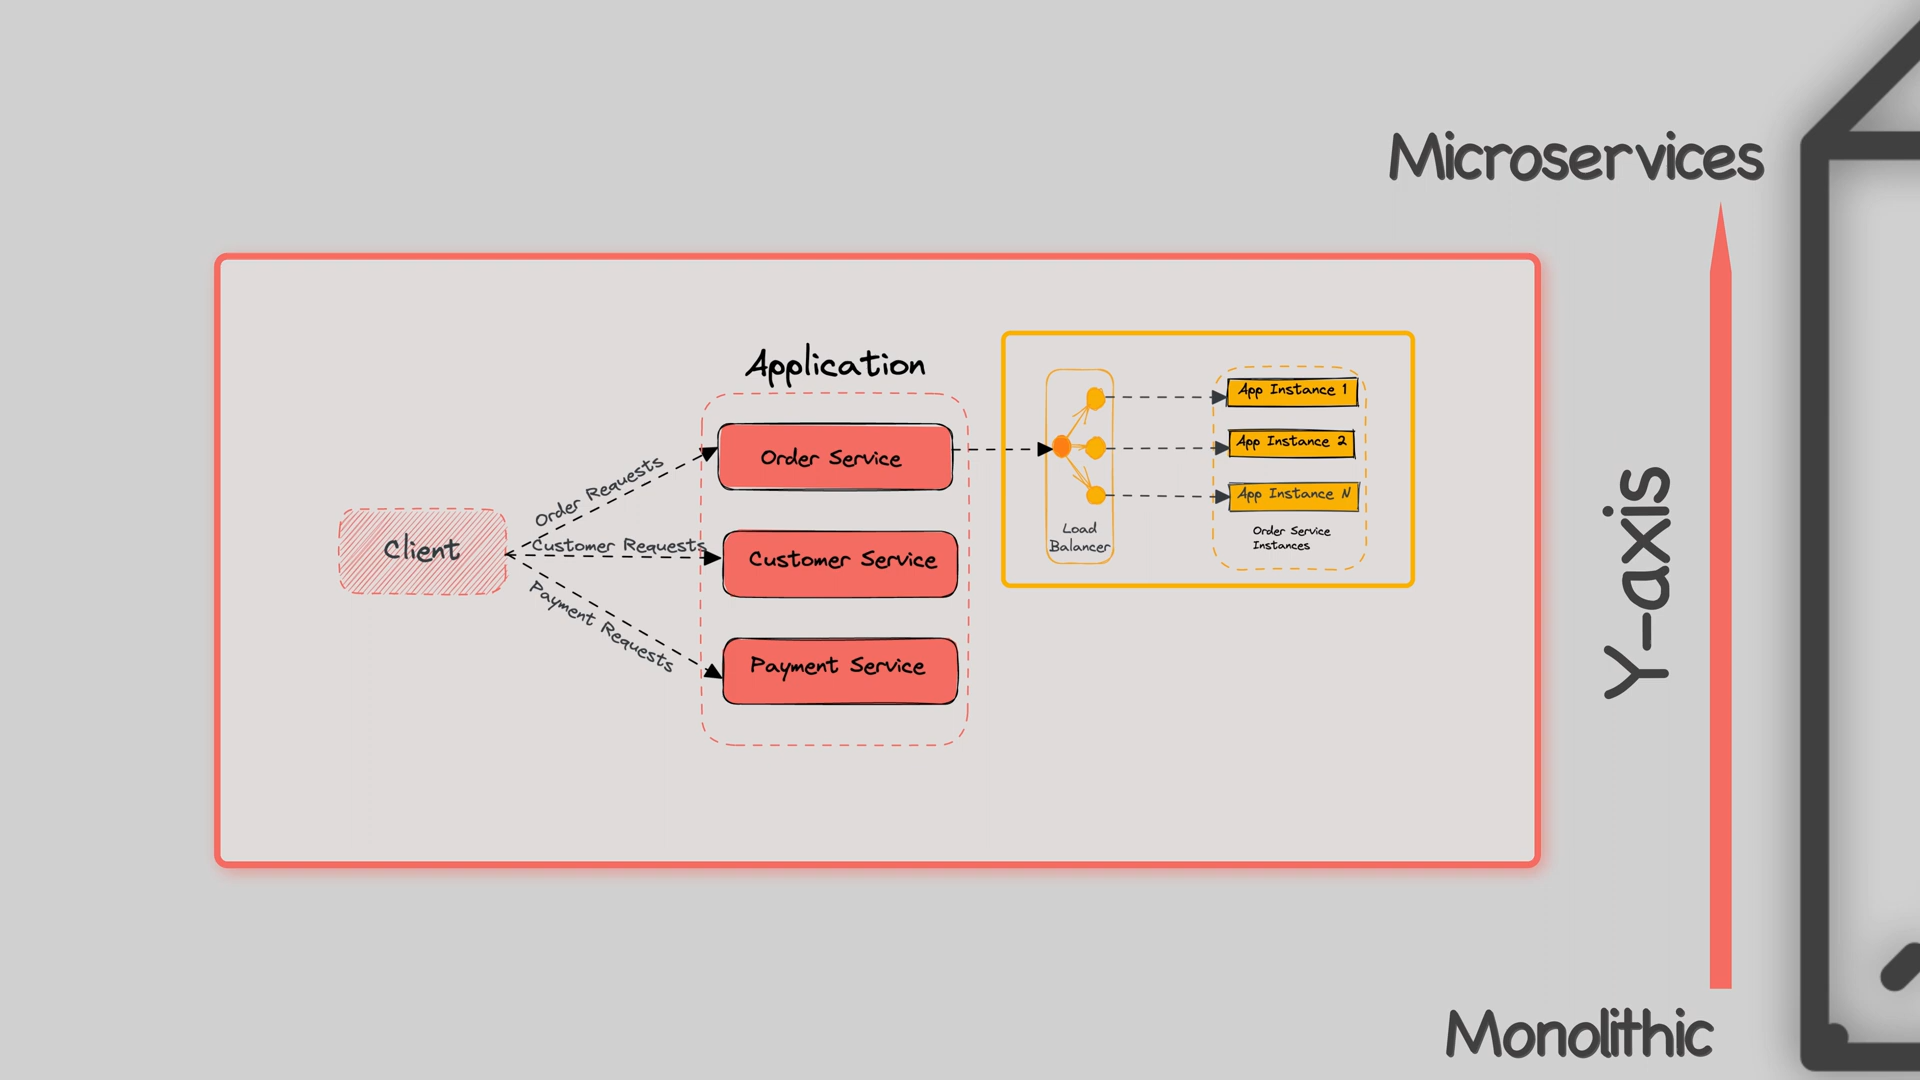 Microservices
Application
Order Requests
Customer Requests
Payment Requests
Client
Order Service
Customer Service
Payment Service
Load
Balancer
App Instance 1
App Instance 2
App Instance N
Order Service
Instances
Y-axis
Monolithic